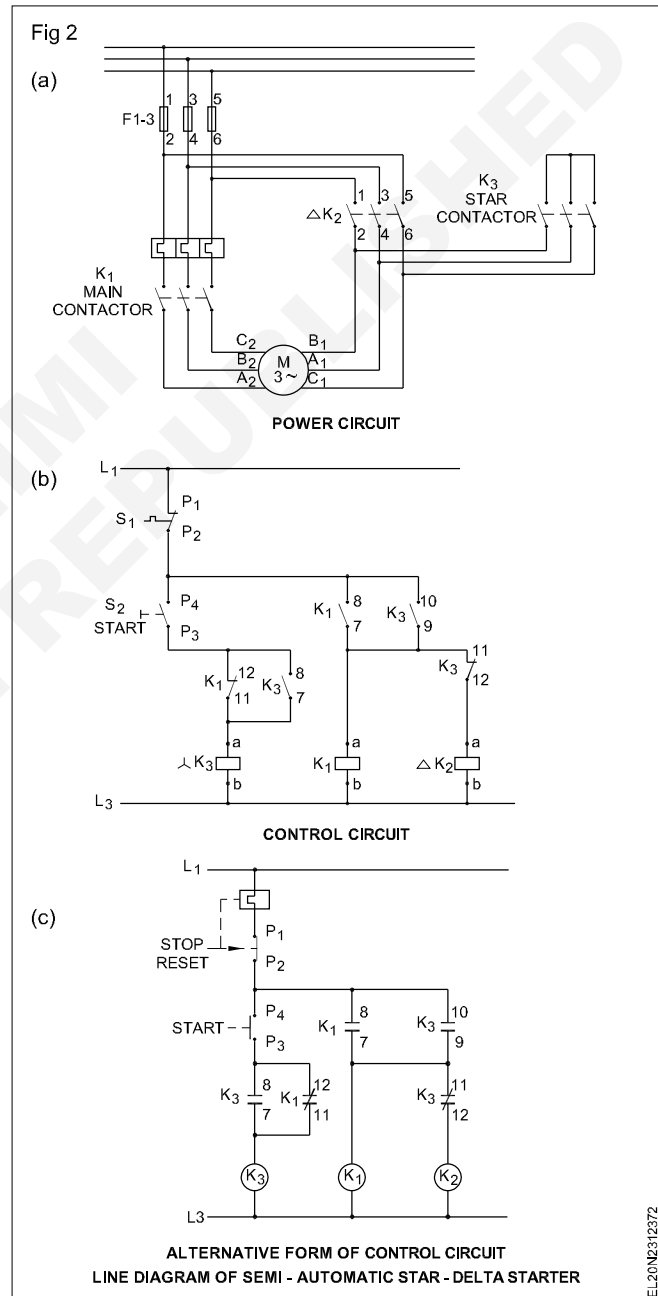 Fig 2
(a)
1 3 5
F1-3
2 4 6
1 3 5
△K2
2 4 6
K3
STAR
CONTACTOR
K1
MAIN
CONTACTOR
C2 B1
B2 M A1
3~
A2 C1
POWER CIRCUIT
(b)
L1
P1
S1
P2
S2 P4
START
P3
K1 8
7
K3 10
9
K1 12
11
K3 8
7
K3 11
12
a a a
⅄ K3 K1 △ K2
b b b
L3
CONTROL CIRCUIT
(c)
L1
STOP P1
RESET P2
START P4
P3
K1 8
7
K3 10
9
K3 8
7
K1 12
11
K3 11
12
K3 K1 K2
L3
ALTERNATIVE FORM OF CONTROL CIRCUIT
LINE DIAGRAM OF SEMI - AUTOMATIC STAR - DELTA STARTER
EL20N2312372